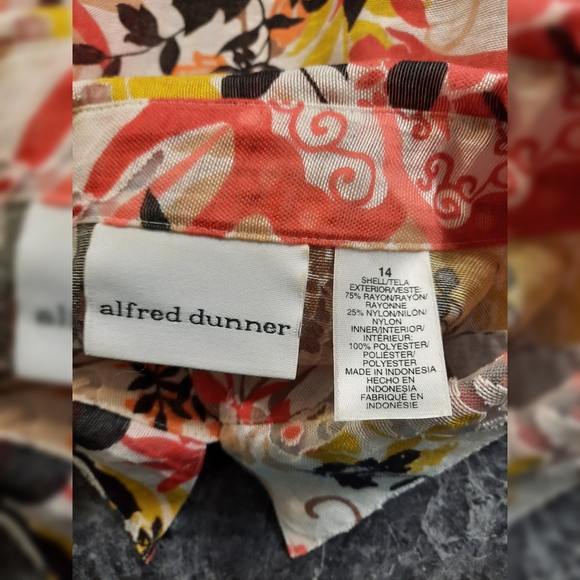 alfred dunner
14
SHELL/TELA
EXTERIOR/VESTE:
75% RAYON/RAYÓN/
RAYONNE
25% NYLON/NILÓN/
NYLON
INNER/INTERIOR/
INTÉRIEUR:
100% POLYESTER/
POLIÉSTER/
POLYESTER
MADE IN INDONESIA
HECHO EN
INDONESIA
FABRIQUÉ EN
INDONÉSIE